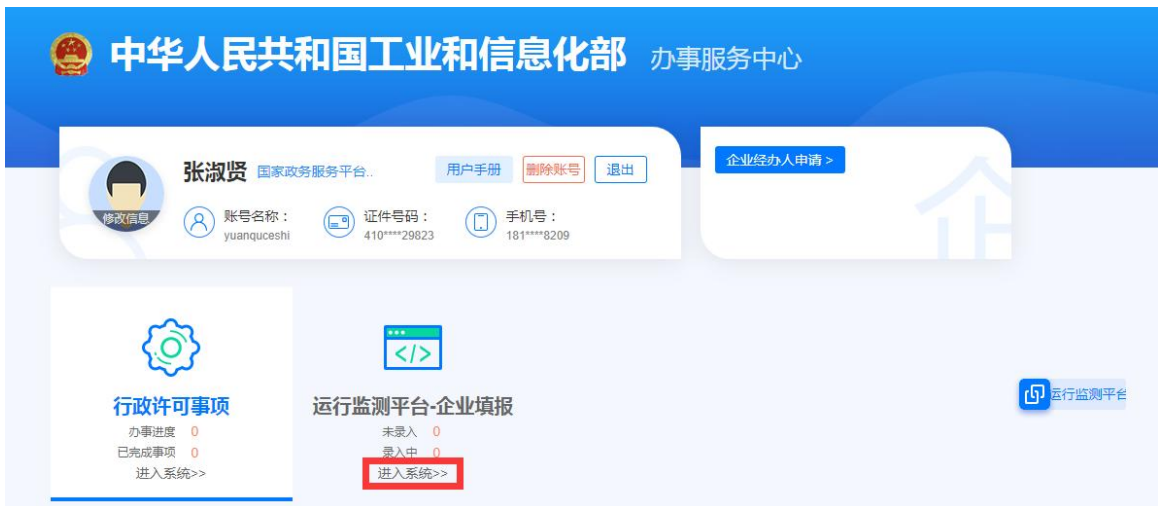 中华人民共和国工业和信息化部 办事服务中心
张淑贤 国家政务服务平台.. 用户手册 删除账号 退出
修改信息
账号名称：
yuanquceshi
证件号码：
410****29823
手机号：
181****8209
企业经办人申请 >
企
行政许可事项
办事进度 0
已完成事项 0
进入系统>>
</>
运行监测平台-企业填报
未录入 0
录入中 0
进入系统>>
运行监测平台